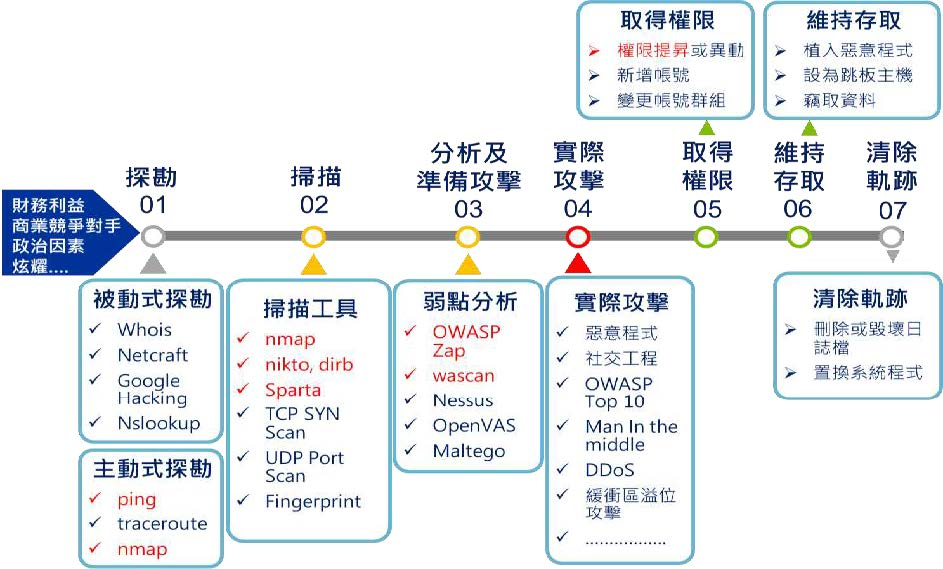 取得權限
權限提昇或異動
新增帳號
變更帳號群組
維持存取
植入惡意程式
設為跳板主機
竊取資料
財務利益
商業競爭對手
政治因素
炫耀....
探勘
01
掃描
02
分析及
準備攻擊
03
實際
攻擊
04
取得
權限
05
維持
存取
06
清除
軌跡
07
被動式探勘
Whois
Netcraft
Google
Hacking
Nslookup
主動式探勘
ping
traceroute
nmap
掃描工具
nmap
nikto, dirb
Sparta
TCP SYN
Scan
UDP Port
Scan
Fingerprint
弱點分析
OWASP
Zap
wascan
Nessus
OpenVAS
Maltego
實際攻擊
惡意程式
社交工程
OWASP
Top 10
Man In the
middle
DDoS
緩衝區溢位
攻擊
.................
清除軌跡
刪除或毀壞日
誌檔
置換系統程式